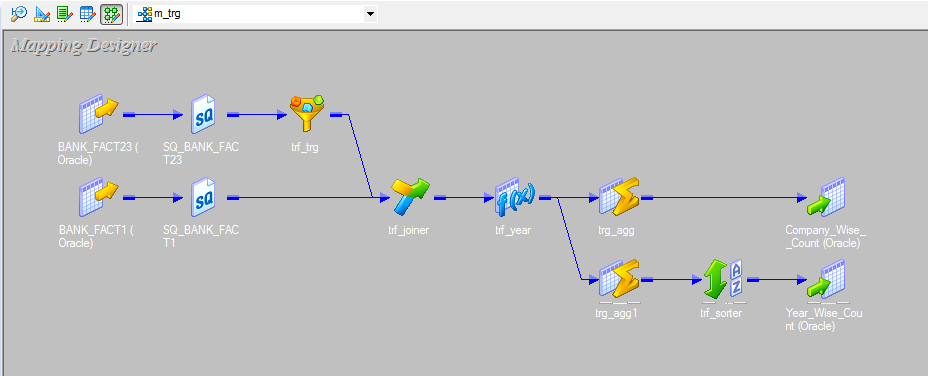 m_trg
Mapping Designer
BANK_FACT23 (
Oracle)
SQ_BANK_FAC
T23
trf_trg
BANK_FACT1 (
Oracle)
SQ_BANK_FAC
T1
trf_joiner
trf_year
trg_agg
Company_Wise_
_Count (Oracle)
trg_agg1
trf_sorter
Year_Wise_Cou
nt (Oracle)